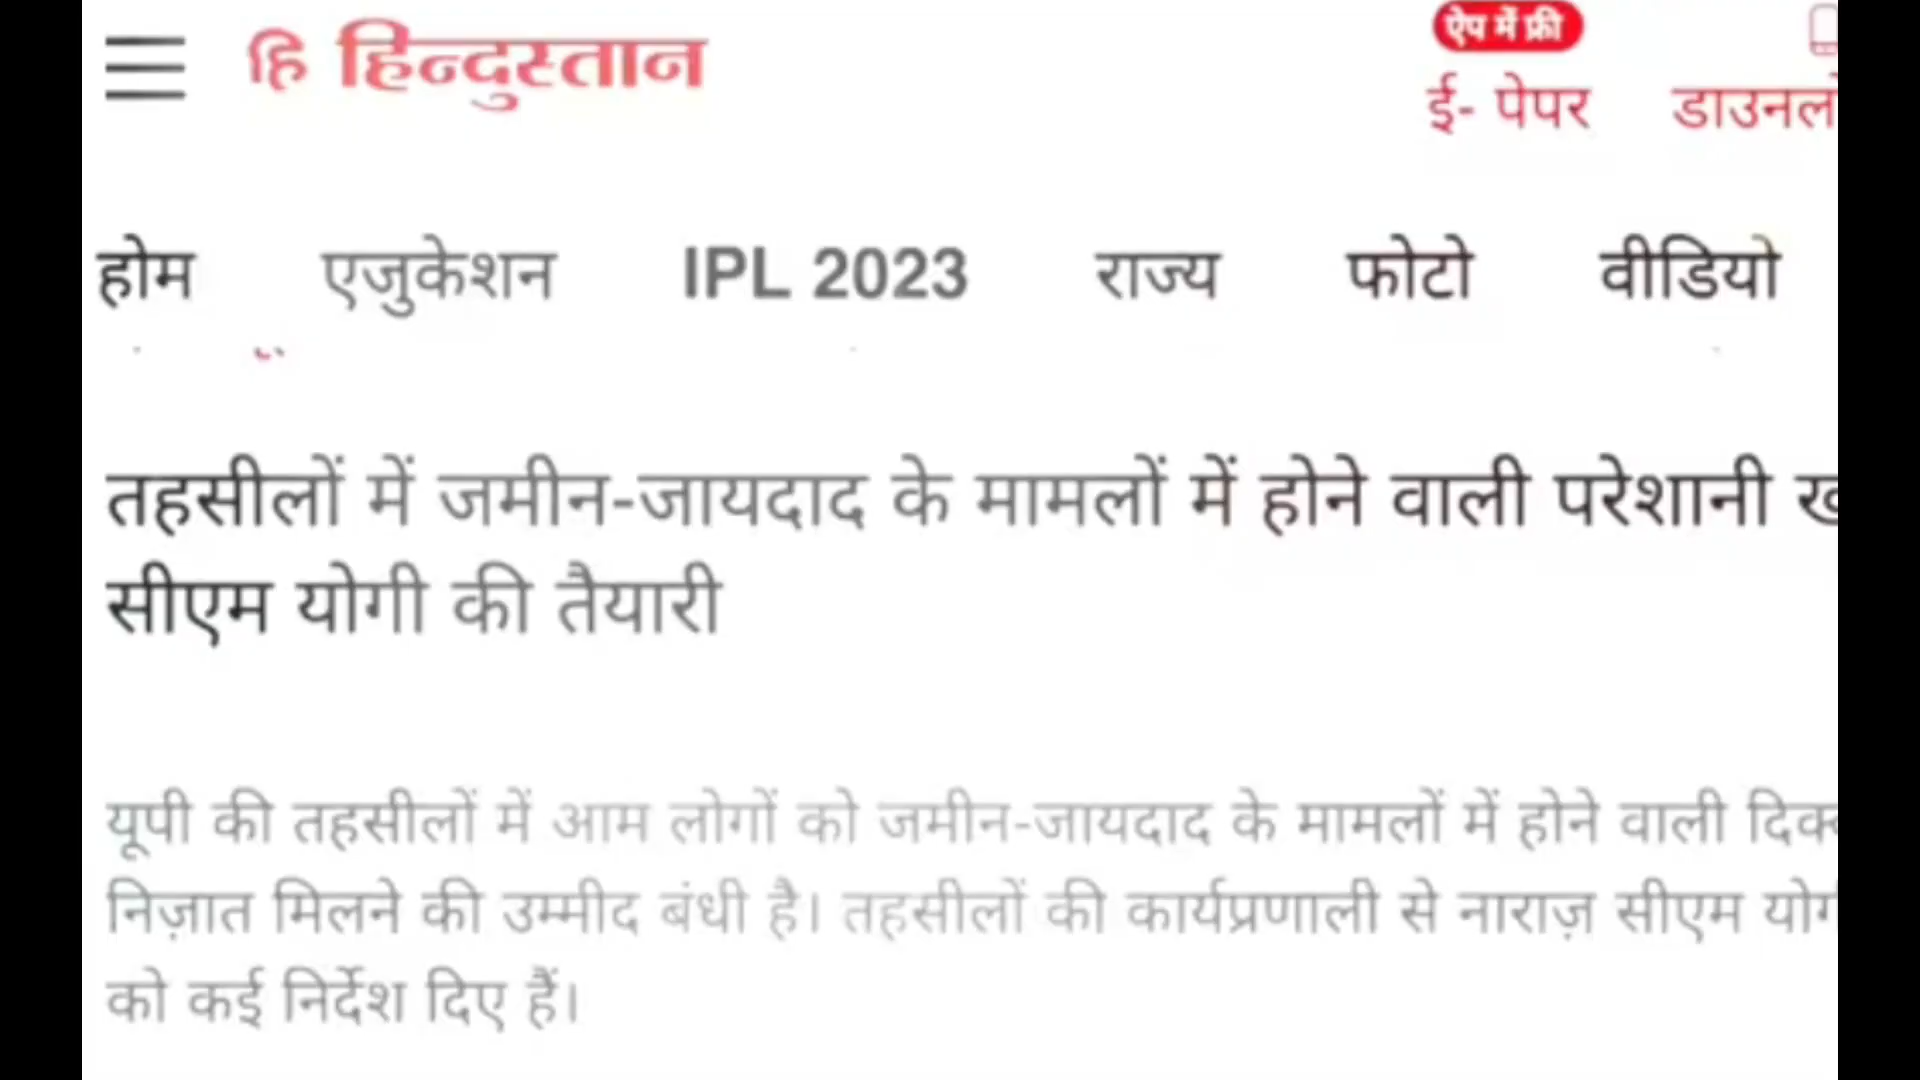 ऐप में फ्री
हि हिन्दुस्तान
ई- पेपर
होम एजुकेशन IPL 2023 राज्य फोटो वीडियो
तहसीलों में जमीन-जायदाद के मामलों में होने वाली परेशानी
सीएम योगी की तैयारी
यूपी की तहसीलों में आम लोगों को जमीन-जायदाद के मामलों में होने वाली
निज़ात मिलने की उम्मीद बंधी है। तहसीलों की कार्यप्रणाली से नाराज़ सीएम
को कई निर्देश दिए हैं।